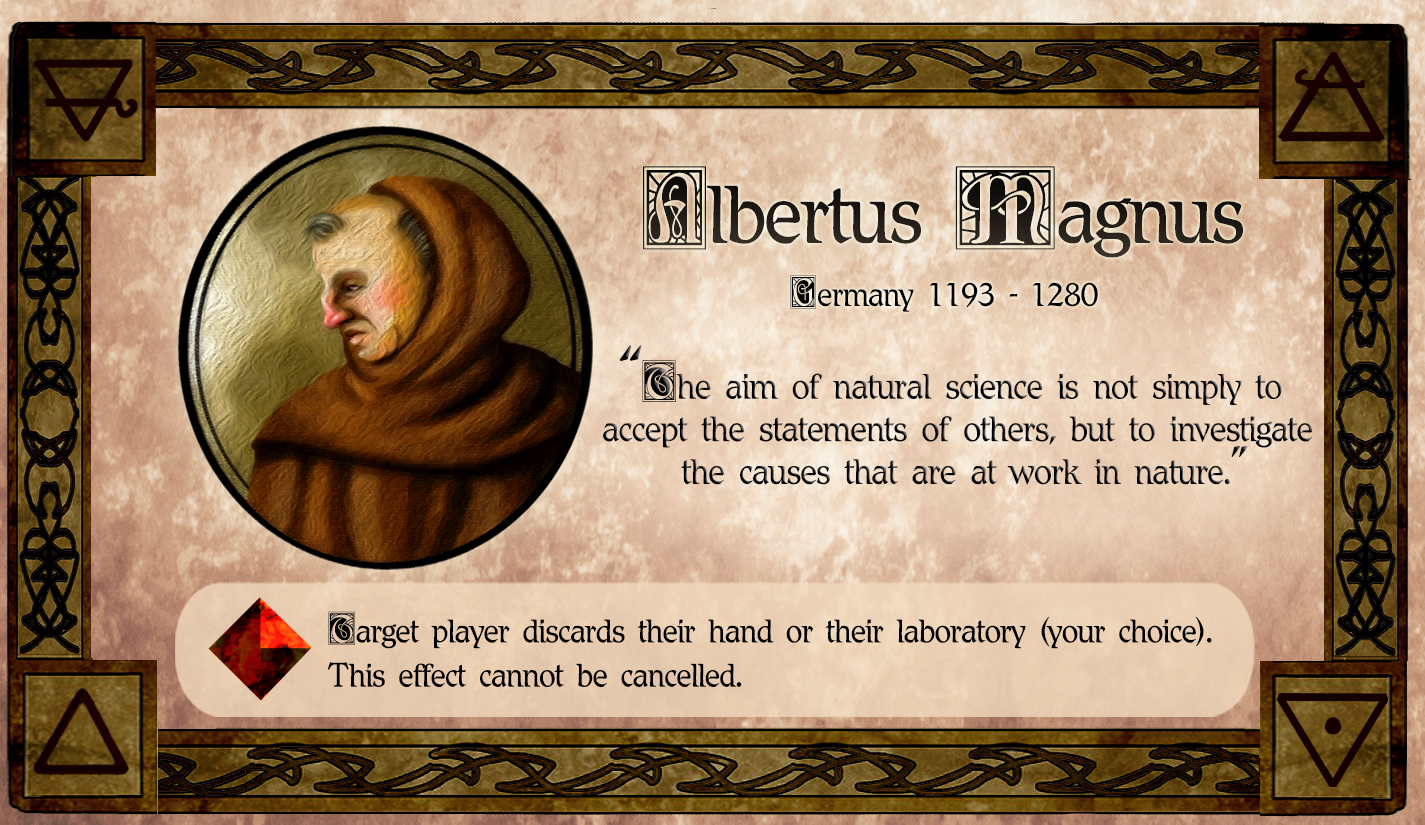 Albertus Magnus
Germany 1193 - 1280
“The aim of natural science is not simply to
accept the statements of others, but to investigate
the causes that are at work in nature.”
Target player discards their hand or their laboratory (your choice).
This effect cannot be cancelled.